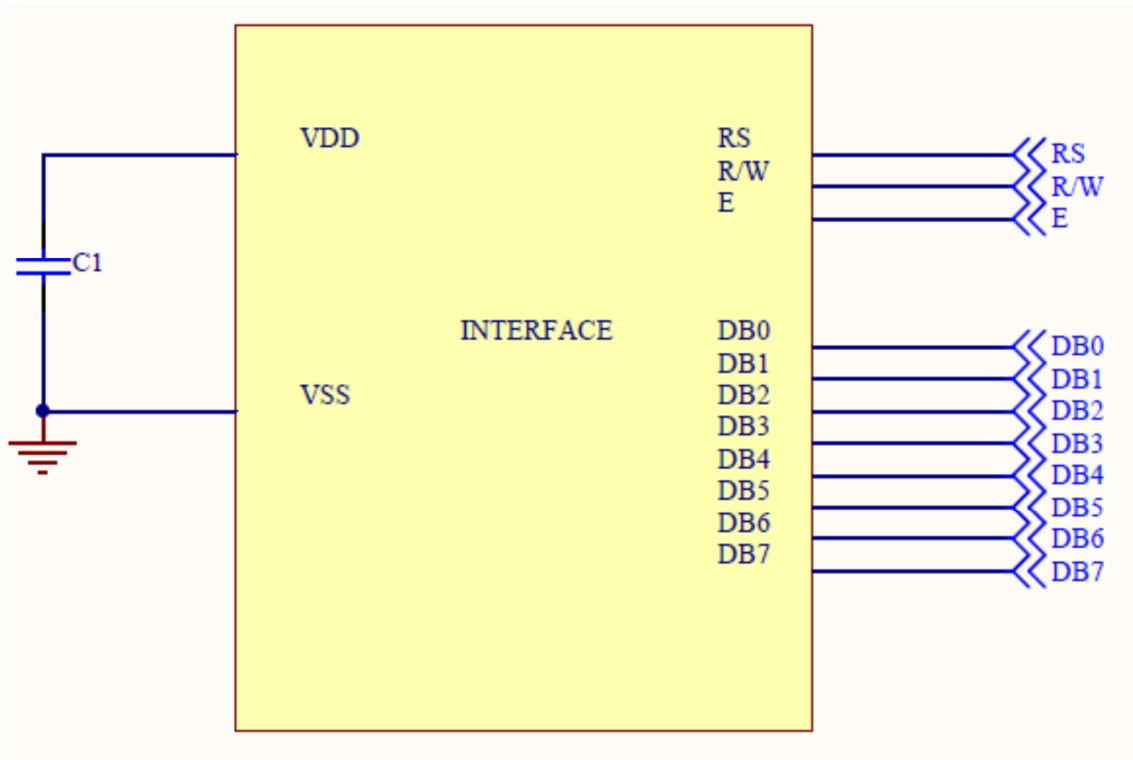 VDD
RS
RS
R/W
R/W
E
E
C1
INTERFACE
DB0
DB0
DB1
DB1
VSS
DB2
DB2
DB3
DB3
DB4
DB4
DB5
DB5
DB6
DB6
DB7
DB7